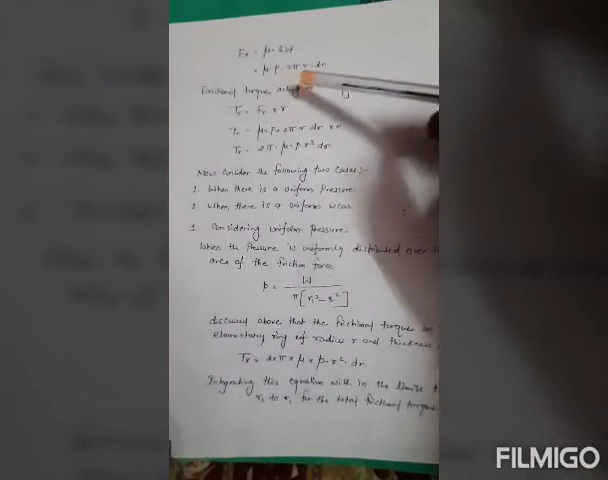 Fr = μ. δW
= μ. p. 2π r. dr
Frictional torque acting
Tr = Fr × r
Tr = μ. p × 2π r dr × r
Tr = 2π. μ. p. r² dr
Now consider the following two cases:-
1. When there is a uniform pressure
2 When there is a uniform wear
1. Considering uniform pressure.
When the pressure is uniformly distributed over
area of the friction face
p = W / π[r₁² - r₂²]
discussed above that the frictional torque on
elementary ring of radius r and thickness
Tr = 2×π × μ × p. r². dr.
Integrating this equation with in the limits
r₂ to r₁ for the total frictional torque
FILMIGO